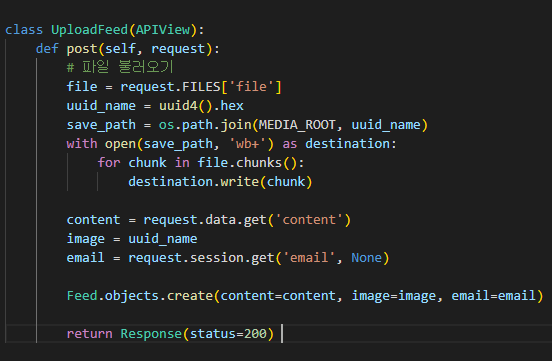 class UploadFeed(APIView):
    def post(self, request):
        # 파일 불러오기
        file = request.FILES['file']
        uuid_name = uuid4().hex
        save_path = os.path.join(MEDIA_ROOT, uuid_name)
        with open(save_path, 'wb+') as destination:
            for chunk in file.chunks():
                destination.write(chunk)

        content = request.data.get('content')
        image = uuid_name
        email = request.session.get('email', None)

        Feed.objects.create(content=content, image=image, email=email)

        return Response(status=200)